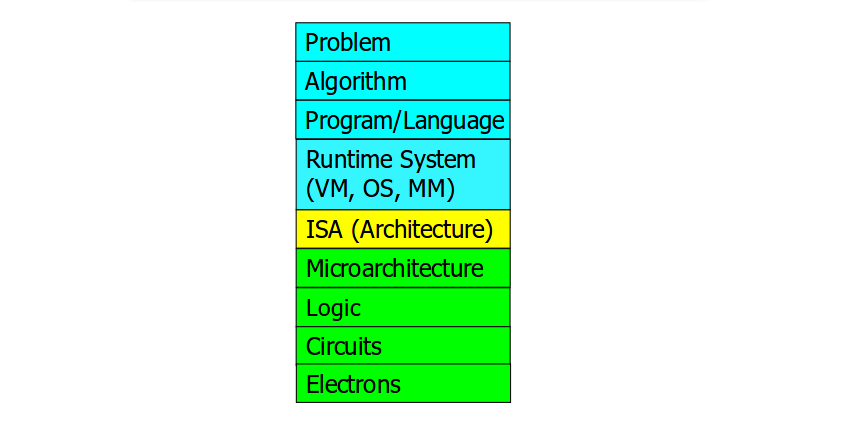 Problem
Algorithm
Program/Language
Runtime System
(VM, OS, MM)
ISA (Architecture)
Microarchitecture
Logic
Circuits
Electrons